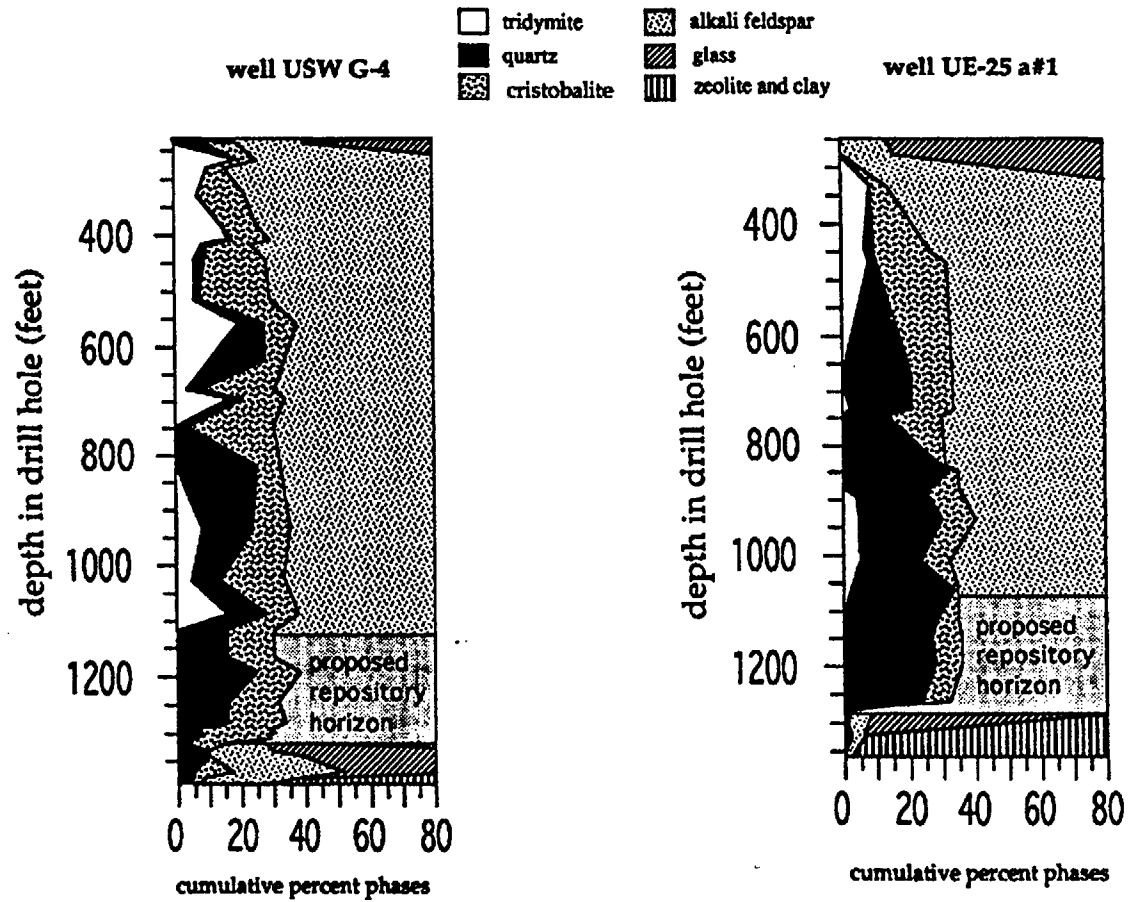 tridymite
quartz
cristobalite
alkali feldspar
glass
zeolite and clay
well USW G-4
well UE-25 a#1
depth in drill hole (feet)
400
600
800
1000
1200
proposed
repository
horizon
0 20 40 60 80
cumulative percent phases
depth in drill hole (feet)
400
600
800
1000
1200
proposed
repository
horizon
0 20 40 60 80
cumulative percent phases